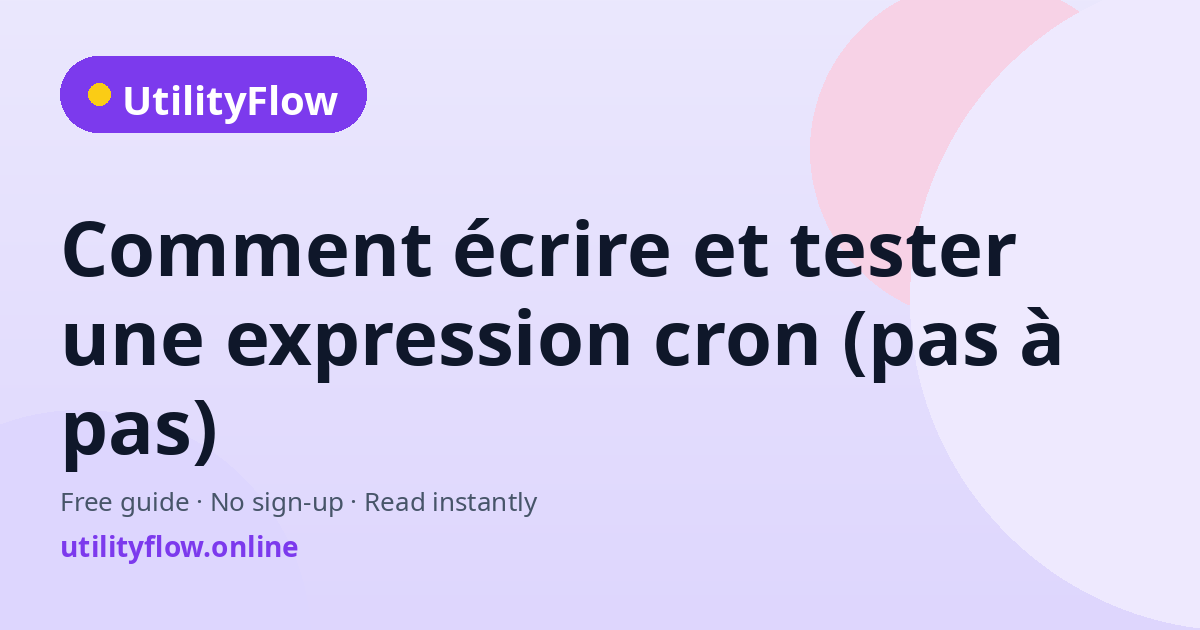 UtilityFlow
Comment écrire et tester
une expression cron (pas à
pas)
Free guide · No sign-up · Read instantly
utilityflow.online